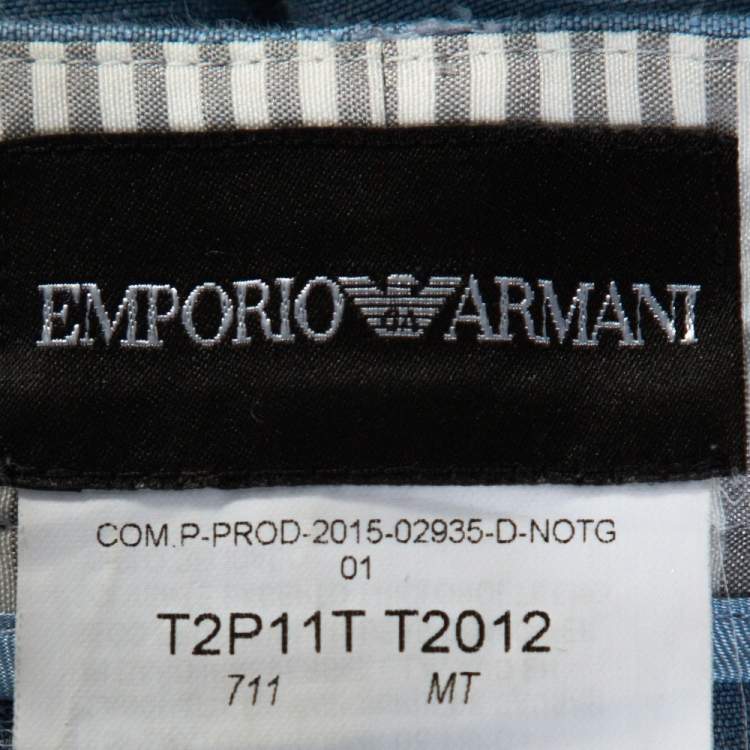 EMPORIO ARMANI
COM.P-PROD-2015-02935-D-NOTG
01
T2P11T T2012
711 MT